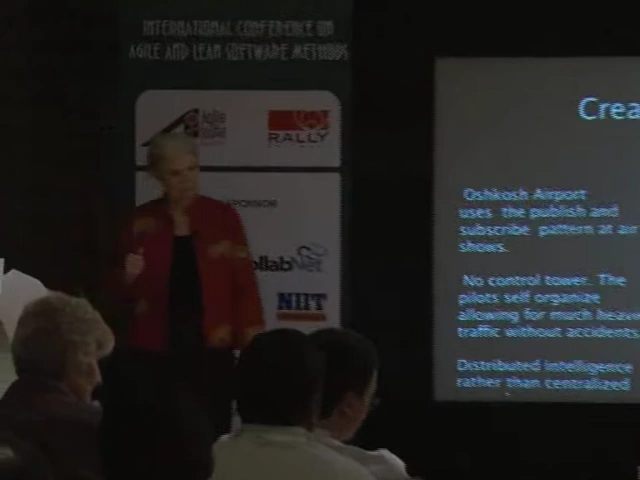 INTERNATIONAL CONFERENCE ON
AGILE AND LEAN SOFTWARE METHODS
Agile
RALLY
SPONSOR
ollabNet
NIIT
Crea
Oshkosh Airport
uses the publish and
subscribe pattern at air
shows.
No control tower. The
pilots self organize
allowing for much heav
traffic without accidents
Distributed intelligence
rather than centralized